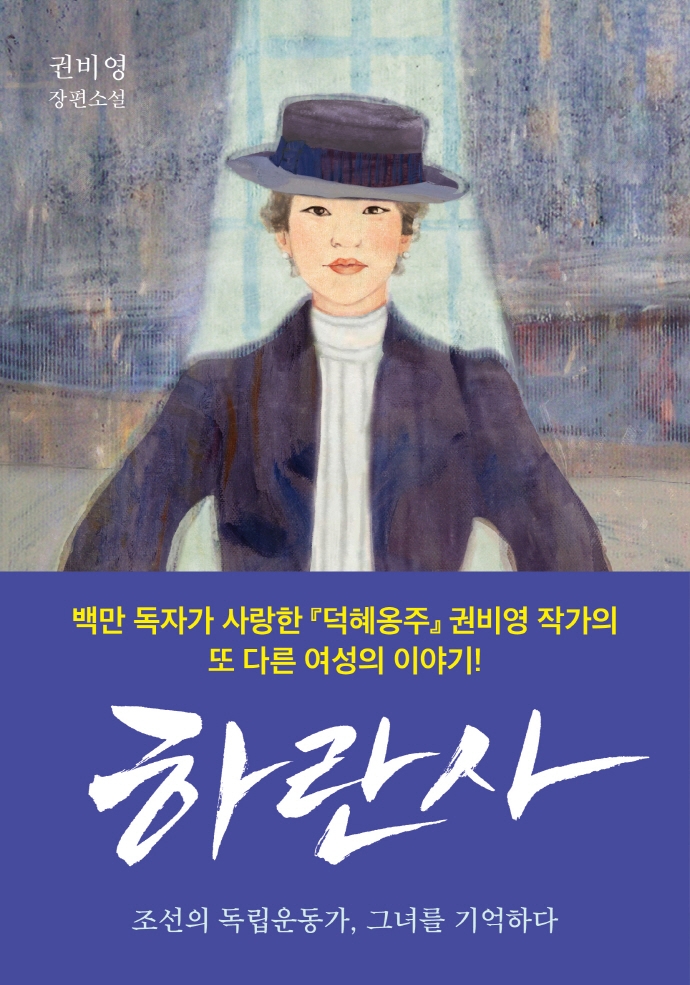 권비영
장편소설
백만 독자가 사랑한 『덕혜옹주』 권비영 작가의
또 다른 여성의 이야기!
하란사
조선의 독립운동가, 그녀를 기억하다